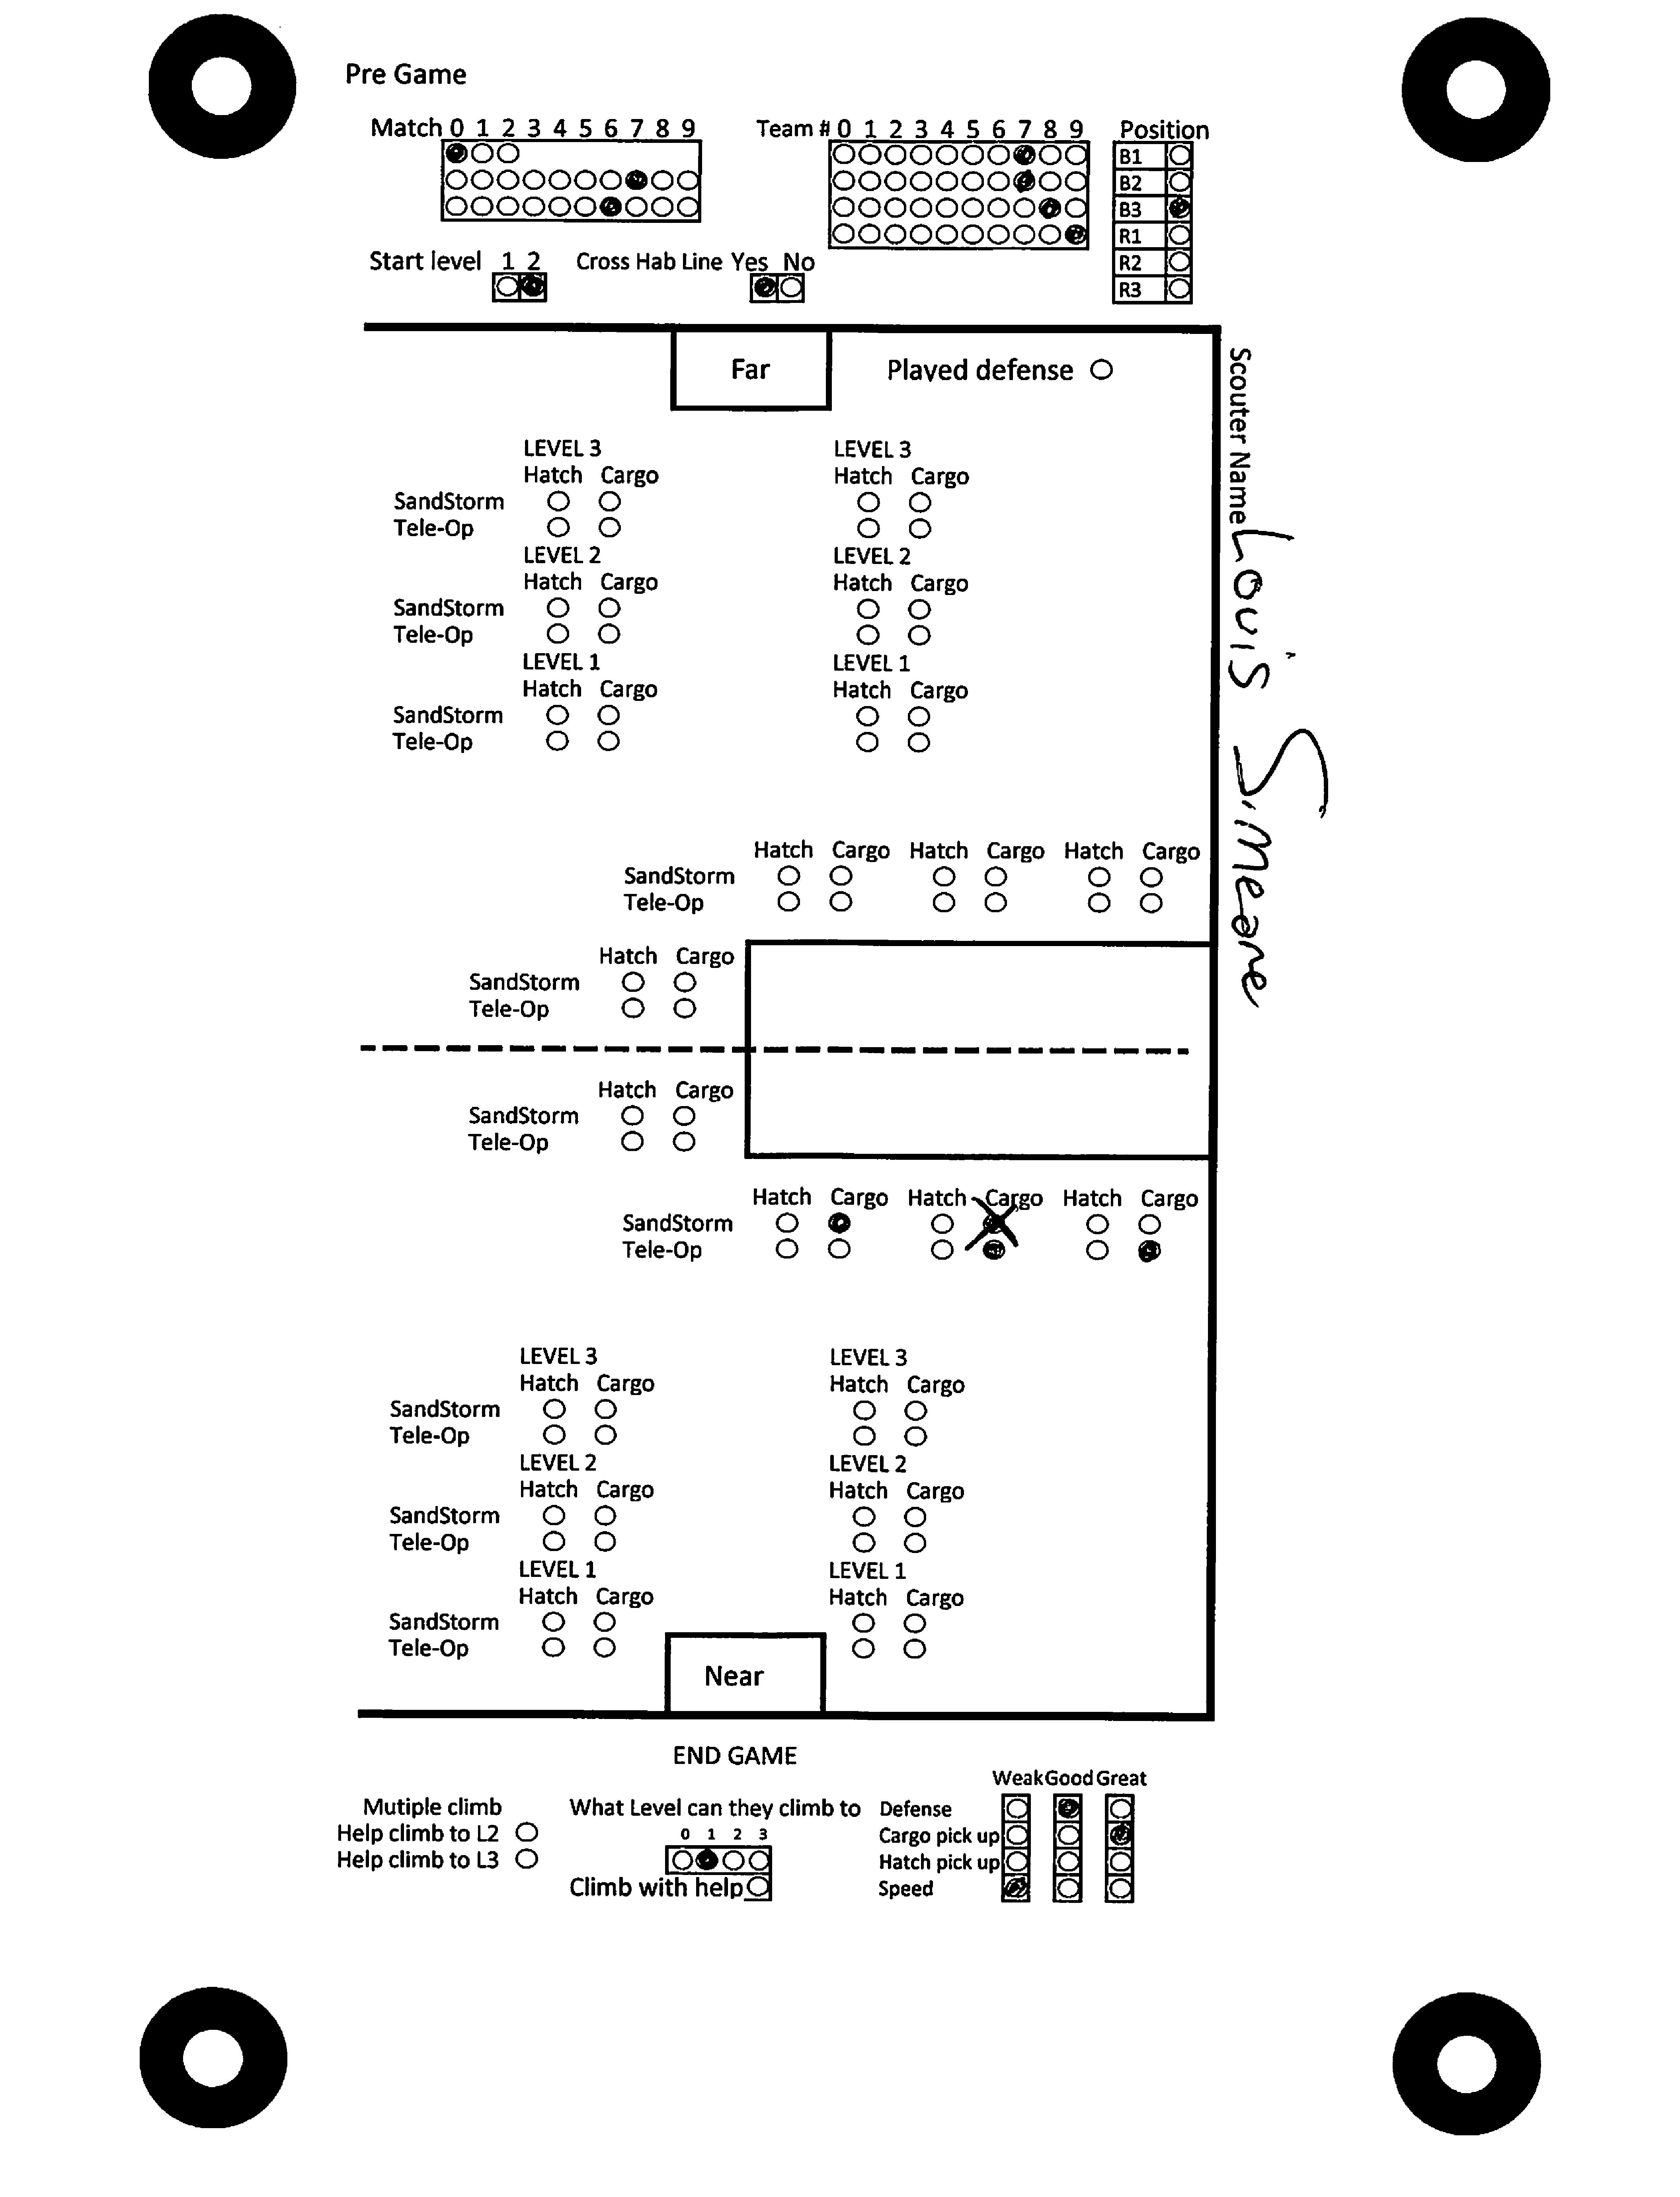 Pre Game
Match 0 1 2 3 4 5 6 7 8 9
Team # 0 1 2 3 4 5 6 7 8 9
Position
B1
B2
B3
R1
R2
R3
Start level 1 2
Cross Hab Line Yes No
Far
Played defense
Scouter Name Louis Simeane
LEVEL 3 LEVEL 3
Hatch Cargo Hatch Cargo
SandStorm
Tele-Op
LEVEL 2 LEVEL 2
Hatch Cargo Hatch Cargo
SandStorm
Tele-Op
LEVEL 1 LEVEL 1
Hatch Cargo Hatch Cargo
SandStorm
Tele-Op
Hatch Cargo Hatch Cargo Hatch Cargo
SandStorm
Tele-Op
Hatch Cargo
SandStorm
Tele-Op
Hatch Cargo
SandStorm
Tele-Op
Hatch Cargo Hatch Cargo Hatch Cargo
SandStorm
Tele-Op
LEVEL 3 LEVEL 3
Hatch Cargo Hatch Cargo
SandStorm
Tele-Op
LEVEL 2 LEVEL 2
Hatch Cargo Hatch Cargo
SandStorm
Tele-Op
LEVEL 1 LEVEL 1
Hatch Cargo Hatch Cargo
SandStorm
Tele-Op
Near
END GAME
Mutiple climb
Help climb to L2
Help climb to L3
What Level can they climb to
0 1 2 3
Climb with help
Weak Good Great
Defense
Cargo pick up
Hatch pick up
Speed